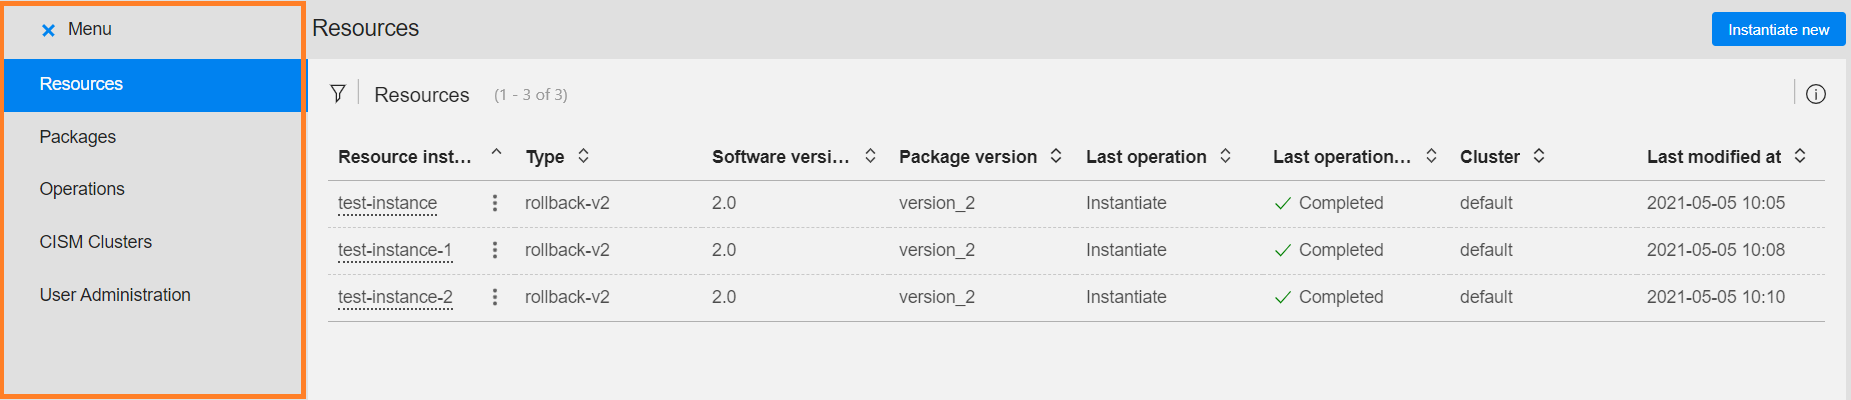 Menu
Resources
Instantiate new
Resources
Packages
Operations
CISM Clusters
User Administration
Resources (1 - 3 of 3)
Resource inst... Type Software versi... Package version Last operation Last operation... Cluster Last modified at
test-instance rollback-v2 2.0 version_2 Instantiate Completed default 2021-05-05 10:05
test-instance-1 rollback-v2 2.0 version_2 Instantiate Completed default 2021-05-05 10:08
test-instance-2 rollback-v2 2.0 version_2 Instantiate Completed default 2021-05-05 10:10